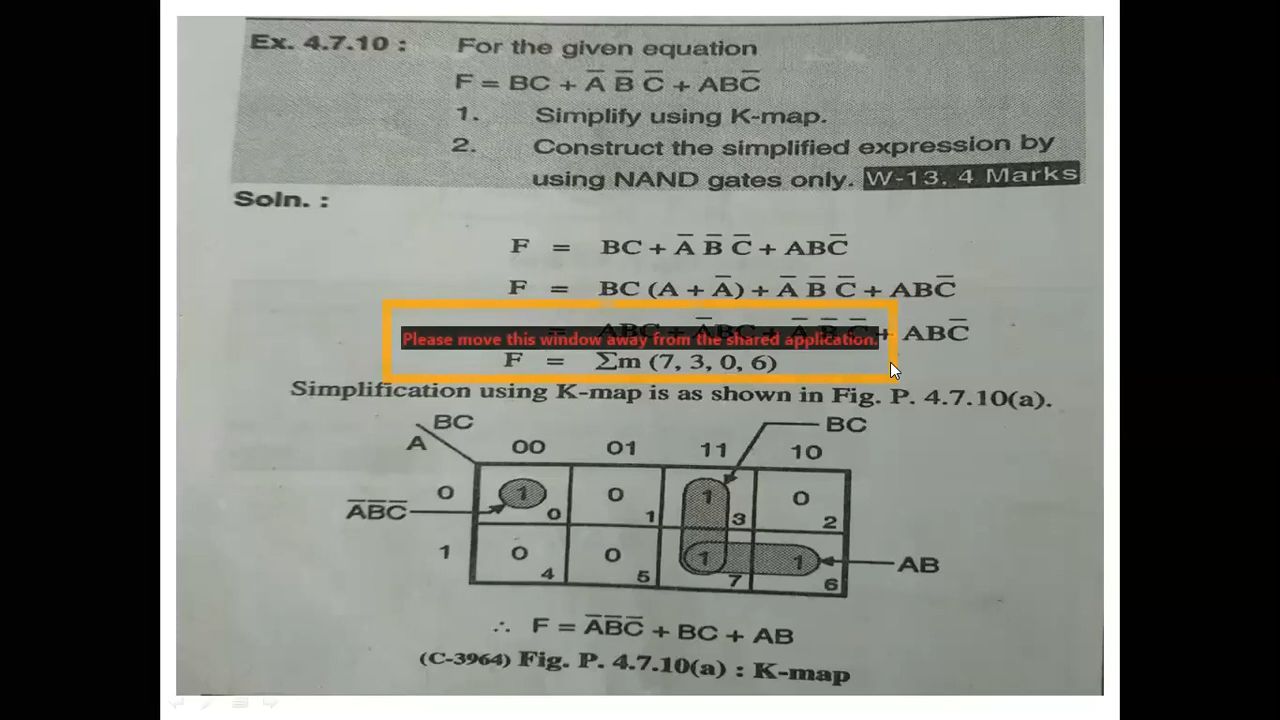 Ex. 4.7.10 : For the given equation
F = BC + A̅ B̅ C̅ + ABC̅
1. Simplify using K-map.
2. Construct the simplified expression by
using NAND gates only. W-13, 4 Marks
Soln. :
F = BC + A̅ B̅ C̅ + ABC̅
F = BC (A + A̅) + A̅ B̅ C̅ + ABC̅
= ABC + A̅BC + A̅ B̅ C̅ + ABC̅
Please move this window away from the shared application.
F = Σm (7, 3, 0, 6)
Simplification using K-map is as shown in Fig. P. 4.7.10(a).
BC BC
A 00 01 11 10
0 1 0 1 0
A̅B̅C̅ 0 1 3 2
1 0 0 1 1 AB
4 5 7 6
∴ F = A̅B̅C̅ + BC + AB
(C-3964) Fig. P. 4.7.10(a) : K-map